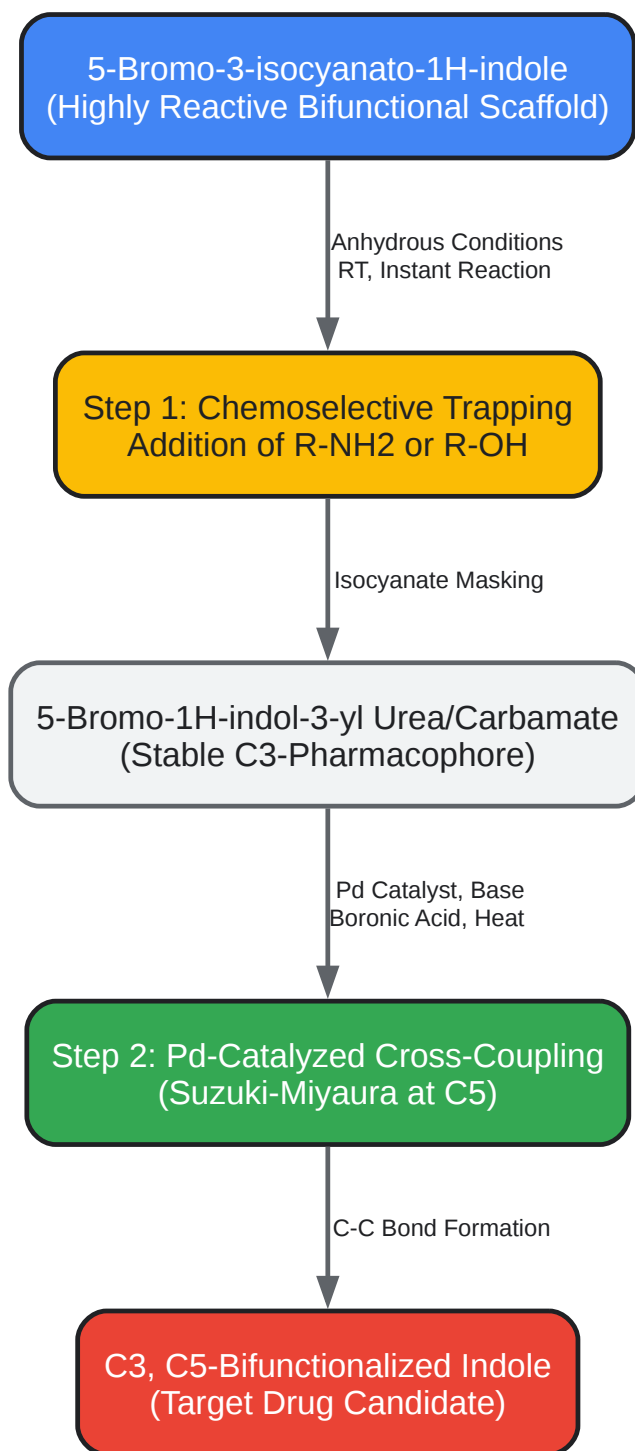 5-Bromo-3-isocyanato-1H-indole
(Highly Reactive Bifunctional Scaffold)
Anhydrous Conditions
RT, Instant Reaction
Step 1: Chemoselective Trapping
Addition of R-NH2 or R-OH
Isocyanate Masking
5-Bromo-1H-indol-3-yl Urea/Carbamate
(Stable C3-Pharmacophore)
Pd Catalyst, Base
Boronic Acid, Heat
Step 2: Pd-Catalyzed Cross-Coupling
(Suzuki-Miyaura at C5)
C-C Bond Formation
C3, C5-Bifunctionalized Indole
(Target Drug Candidate)